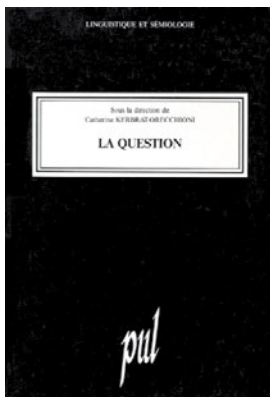 LINGUISTIQUE ET SÉMIOLOGIE
Sous la direction de
Catherine KERBRAT-ORECCHIONI
LA QUESTION
pul